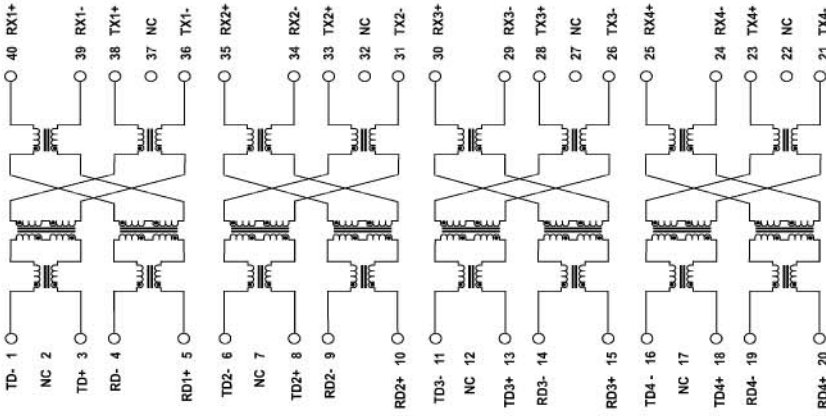 40 RX1+
39 RX1-
38 TX1+
37 NC
36 TX1-
35 RX2+
34 RX2-
33 TX2+
32 NC
31 TX2-
30 RX3+
29 RX3-
28 TX3+
27 NC
26 TX3-
25 RX4+
24 RX4-
23 TX4+
22 NC
21 TX4-
TD- 1
NC 2
TD+ 3
RD- 4
RD1+ 5
TD2- 6
NC 7
TD2+ 8
RD2- 9
RD2+ 10
TD3- 11
NC 12
TD3+ 13
RD3- 14
RD3+ 15
TD4 - 16
NC 17
TD4+ 18
RD4- 19
RD4+ 20